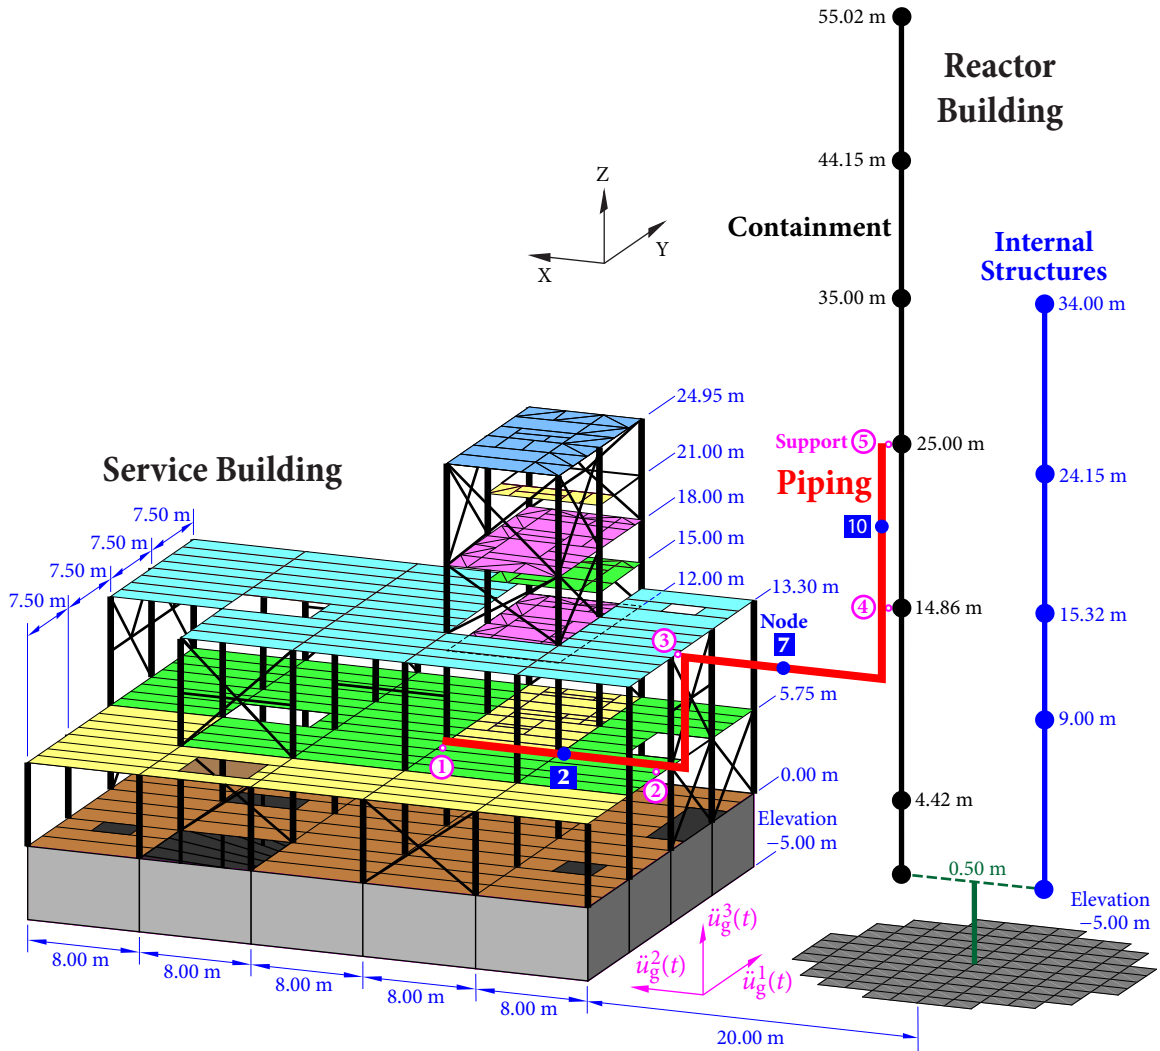 55.02 m
Reactor
Building
44.15 m
Z
Y
X
Containment
Internal
Structures
35.00 m
34.00 m
24.95 m
21.00 m
18.00 m
15.00 m
12.00 m
13.30 m
Support 5
25.00 m
24.15 m
Piping
Service Building
7.50 m
7.50 m
7.50 m
7.50 m
10
4
14.86 m
15.32 m
Node
7
3
5.75 m
9.00 m
1
2
2
0.00 m
4.42 m
Elevation
−5.00 m
0.50 m
Elevation
−5.00 m
ü³g(t)
ü²g(t)
ü¹g(t)
8.00 m
8.00 m
8.00 m
8.00 m
8.00 m
20.00 m